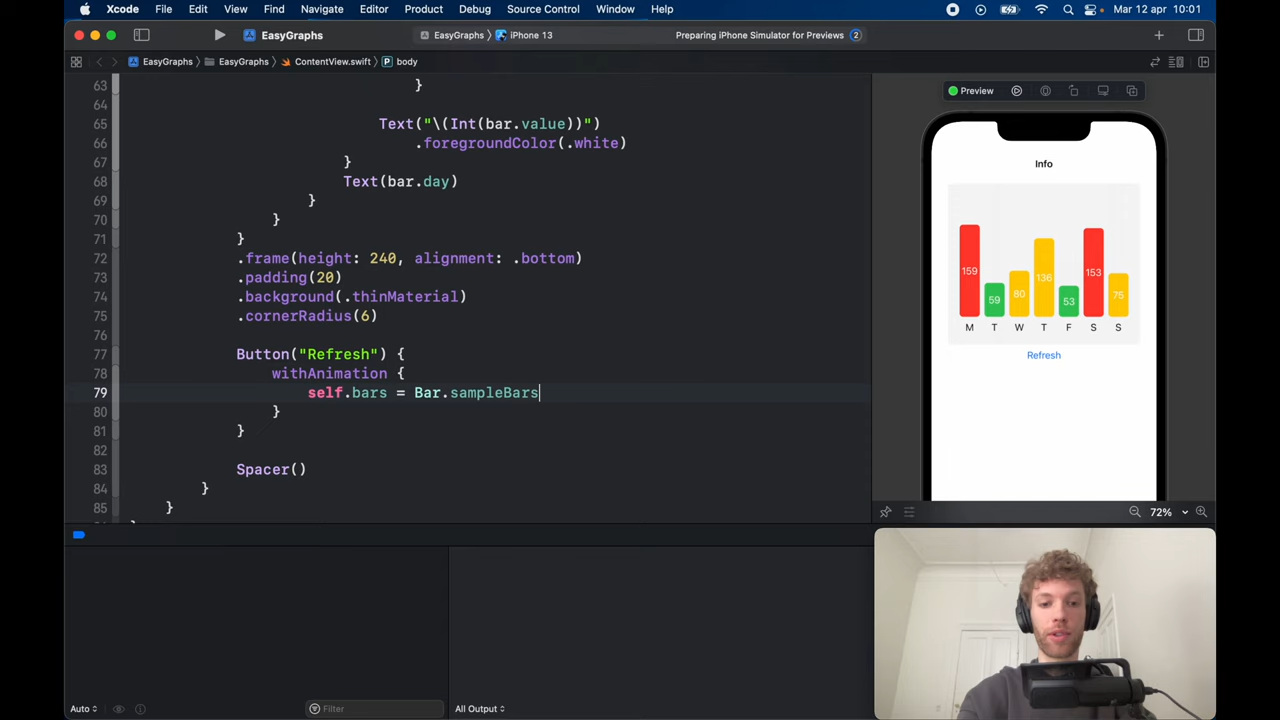 Xcode File Edit View Find Navigate Editor Product Debug Source Control Window Help Mar 12 apr 10:01
EasyGraphs EasyGraphs iPhone 13 Preparing iPhone Simulator for Previews 2
EasyGraphs EasyGraphs ContentView.swift P body
63 }
64
65 Text("\(Int(bar.value))")
66 .foregroundColor(.white)
67 }
68 Text(bar.day)
69 }
70 }
71 }
72 .frame(height: 240, alignment: .bottom)
73 .padding(20)
74 .background(.thinMaterial)
75 .cornerRadius(6)
76
77 Button("Refresh") {
78 withAnimation {
79 self.bars = Bar.sampleBars
80 }
81 }
82
83 Spacer()
84 }
85 }
Preview
Info
159 59 80 136 53 153 75
M T W T F S S
Refresh
72%
Auto Filter All Output